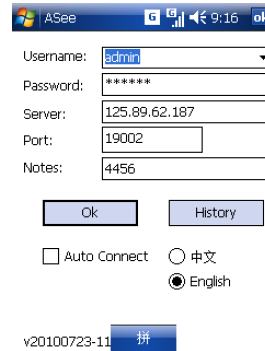 ASee G G 9:16 ok
Username: admin
Password: ******
Server: 125.89.62.187
Port: 19002
Notes: 4456
Ok History
Auto Connect 中文
English
v20100723-11 拼